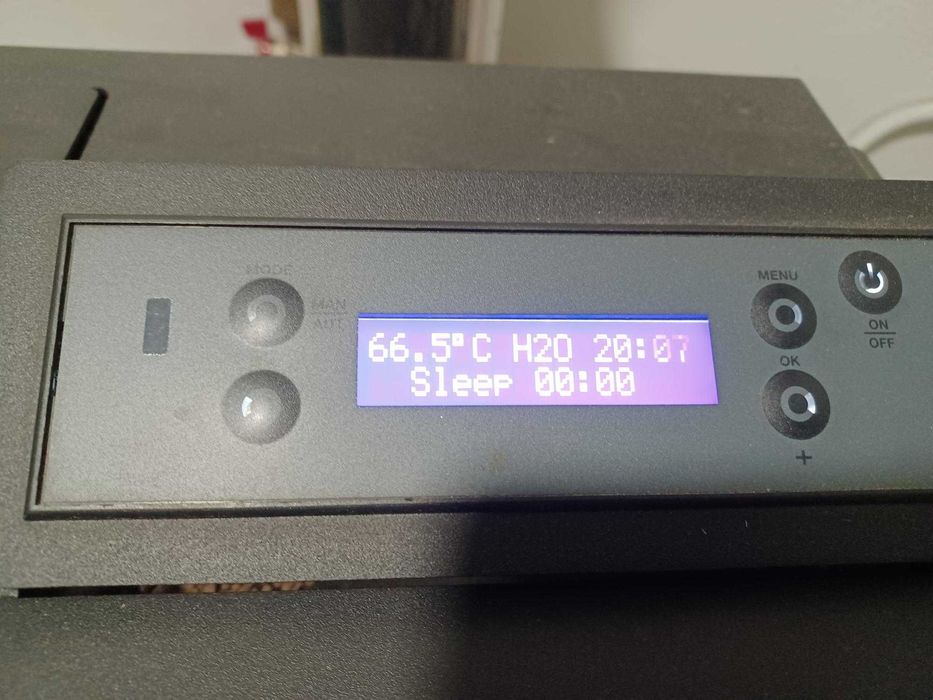 MODE
MAN
AUT
66.5°C H2O 20:07
Sleep 00:00
MENU
OK
+
ON
OFF